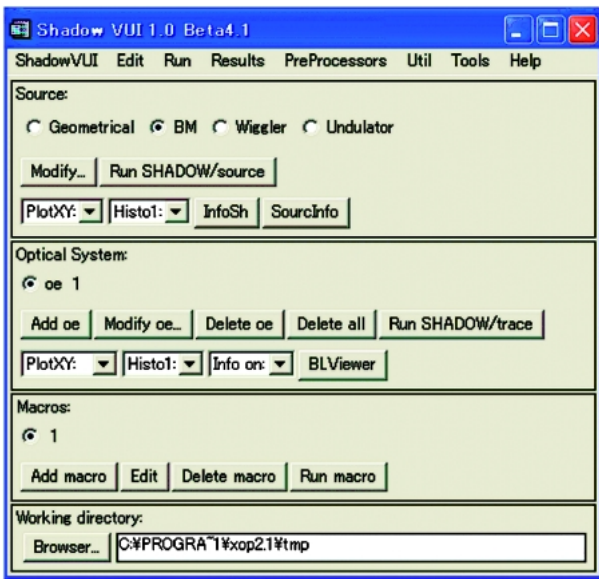 Shadow VUI 1.0 Beta4.1
ShadowVUI Edit Run Results PreProcessors Util Tools Help
Source:
Geometrical BM Wiggler Undulator
Modify... Run SHADOW/source
PlotXY: Histo1: InfoSh SourcInfo
Optical System:
oe 1
Add oe Modify oe... Delete oe Delete all Run SHADOW/trace
PlotXY: Histo1: Info on: BLViewer
Macros:
1
Add macro Edit Delete macro Run macro
Working directory:
Browser... C:¥PROGRA~1¥xop2.1¥tmp